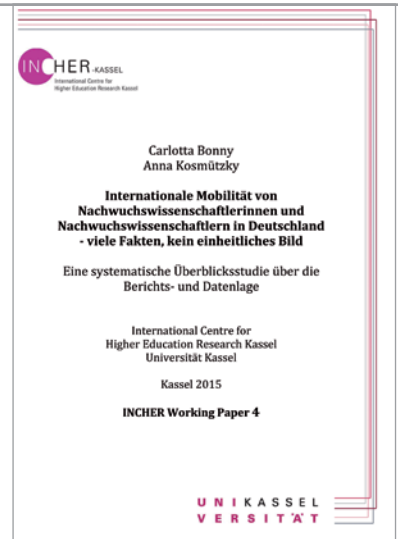 INCHER-KASSEL
International Centre for
Higher Education Research Kassel
Carlotta Bonny
Anna Kosmützky
Internationale Mobilität von
Nachwuchswissenschaftlerinnen und
Nachwuchswissenschaftlern in Deutschland
- viele Fakten, kein einheitliches Bild
Eine systematische Überblicksstudie über die
Berichts- und Datenlage
International Centre for
Higher Education Research Kassel
Universität Kassel
Kassel 2015
INCHER Working Paper 4
UNIKASSEL
VERSITÄT